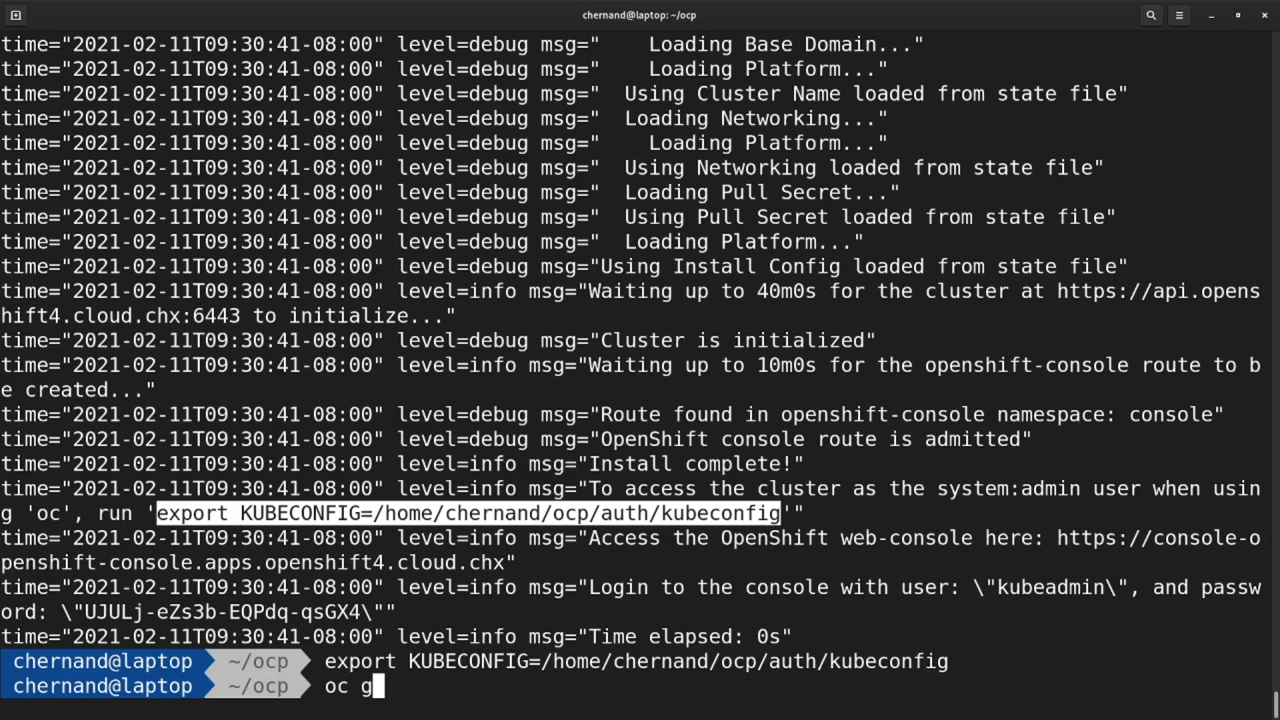 chernand@laptop: ~/ocp
time="2021-02-11T09:30:41-08:00" level=debug msg="    Loading Base Domain..."
time="2021-02-11T09:30:41-08:00" level=debug msg="    Loading Platform..."
time="2021-02-11T09:30:41-08:00" level=debug msg="  Using Cluster Name loaded from state file"
time="2021-02-11T09:30:41-08:00" level=debug msg="  Loading Networking..."
time="2021-02-11T09:30:41-08:00" level=debug msg="    Loading Platform..."
time="2021-02-11T09:30:41-08:00" level=debug msg="  Using Networking loaded from state file"
time="2021-02-11T09:30:41-08:00" level=debug msg="  Loading Pull Secret..."
time="2021-02-11T09:30:41-08:00" level=debug msg="  Using Pull Secret loaded from state file"
time="2021-02-11T09:30:41-08:00" level=debug msg="  Loading Platform..."
time="2021-02-11T09:30:41-08:00" level=debug msg="Using Install Config loaded from state file"
time="2021-02-11T09:30:41-08:00" level=info msg="Waiting up to 40m0s for the cluster at https://api.opens
hift4.cloud.chx:6443 to initialize..."
time="2021-02-11T09:30:41-08:00" level=debug msg="Cluster is initialized"
time="2021-02-11T09:30:41-08:00" level=info msg="Waiting up to 10m0s for the openshift-console route to b
e created..."
time="2021-02-11T09:30:41-08:00" level=debug msg="Route found in openshift-console namespace: console"
time="2021-02-11T09:30:41-08:00" level=debug msg="OpenShift console route is admitted"
time="2021-02-11T09:30:41-08:00" level=info msg="Install complete!"
time="2021-02-11T09:30:41-08:00" level=info msg="To access the cluster as the system:admin user when usin
g 'oc', run 'export KUBECONFIG=/home/chernand/ocp/auth/kubeconfig'"
time="2021-02-11T09:30:41-08:00" level=info msg="Access the OpenShift web-console here: https://console-o
penshift-console.apps.openshift4.cloud.chx"
time="2021-02-11T09:30:41-08:00" level=info msg="Login to the console with user: \"kubeadmin\", and passw
ord: \"UJULj-eZs3b-EQPdq-qsGX4\""
time="2021-02-11T09:30:41-08:00" level=info msg="Time elapsed: 0s"
chernand@laptop ~/ocp export KUBECONFIG=/home/chernand/ocp/auth/kubeconfig
chernand@laptop ~/ocp oc g